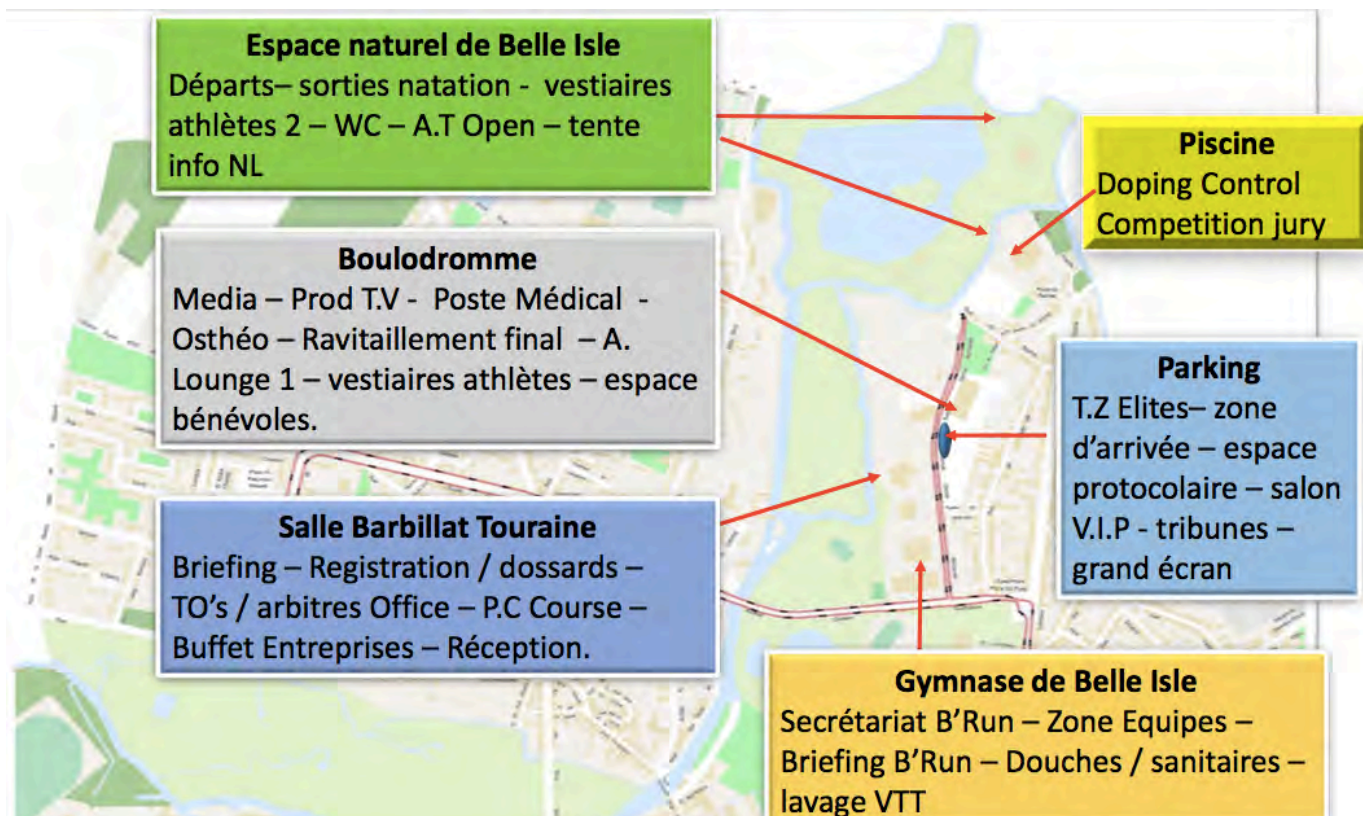 Espace naturel de Belle Isle
Départs– sorties natation - vestiaires
athlètes 2 – WC – A.T Open – tente
info NL
Piscine
Doping Control
Competition jury
Boulodromme
Media – Prod T.V - Poste Médical -
Osthéo – Ravitaillement final – A.
Lounge 1 – vestiaires athlètes – espace
bénévoles.
Parking
T.Z Elites– zone
d’arrivée – espace
protocolaire – salon
V.I.P - tribunes –
grand écran
Salle Barbillat Touraine
Briefing – Registration / dossards –
TO’s / arbitres Office – P.C Course –
Buffet Entreprises – Réception.
Gymnase de Belle Isle
Secrétariat B’Run – Zone Equipes –
Briefing B’Run – Douches / sanitaires –
lavage VTT